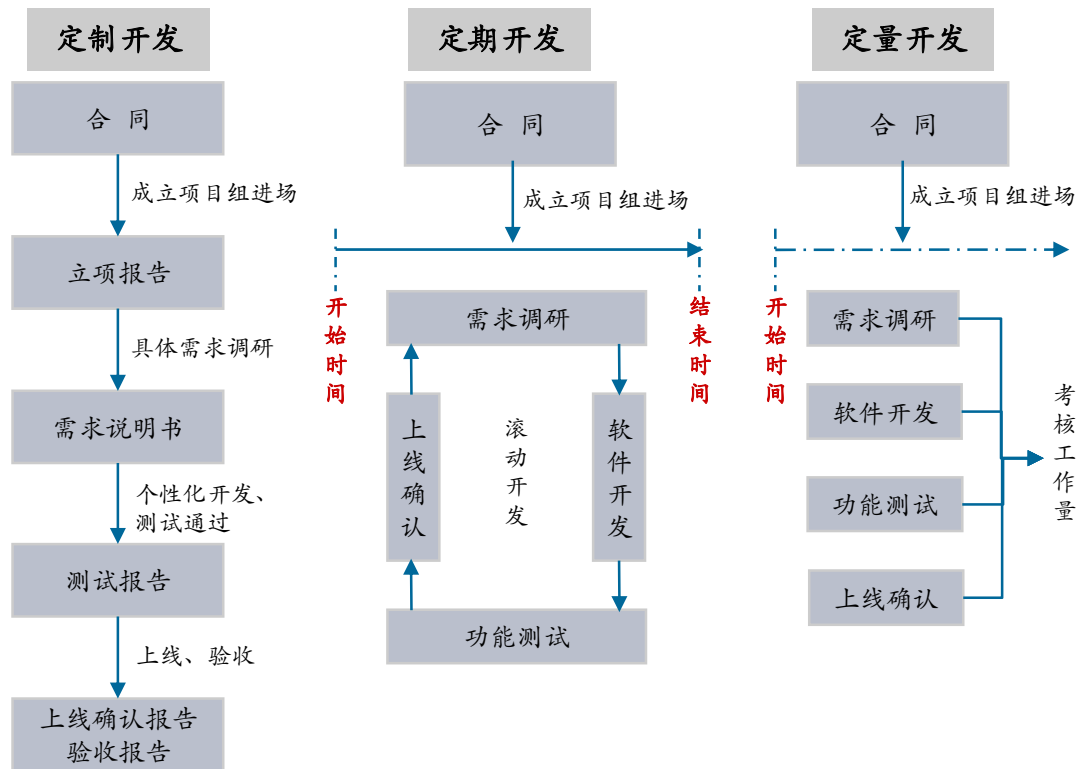 定制开发
合 同
成立项目组进场
立项报告
具体需求调研
需求说明书
个性化开发、
测试通过
测试报告
上线、验收
上线确认报告
验收报告
定期开发
合 同
成立项目组进场
开始时间
结束时间
需求调研
上线确认
滚动开发
软件开发
功能测试
定量开发
合 同
成立项目组进场
开始时间
需求调研
软件开发
功能测试
上线确认
考核工作量